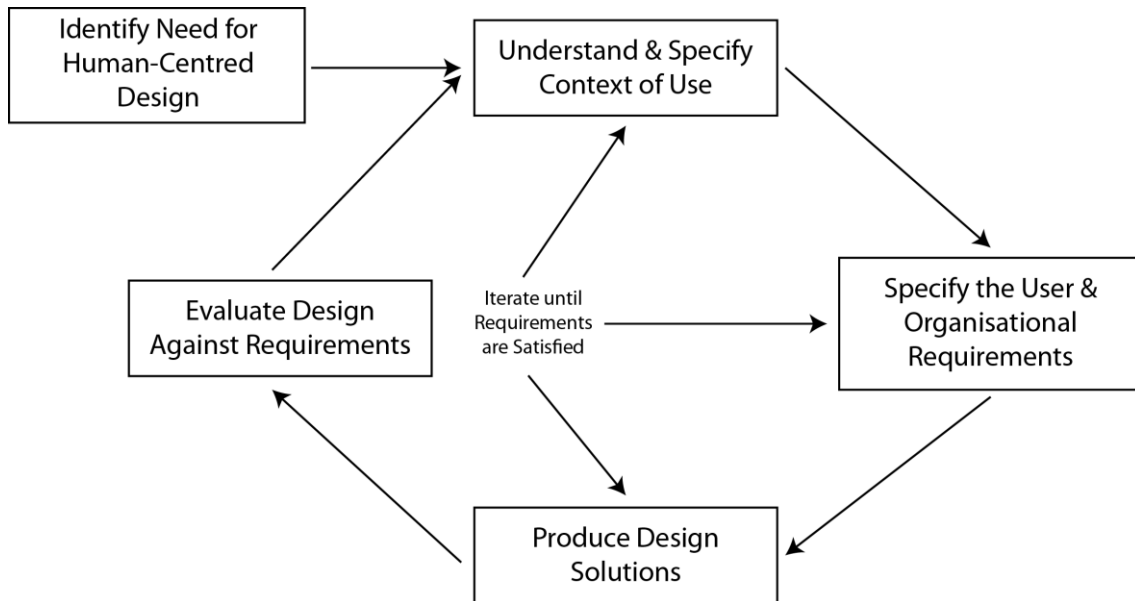 Identify Need for
Human-Centred
Design
Understand & Specify
Context of Use
Evaluate Design
Against Requirements
Iterate until
Requirements
are Satisfied
Specify the User &
Organisational
Requirements
Produce Design
Solutions